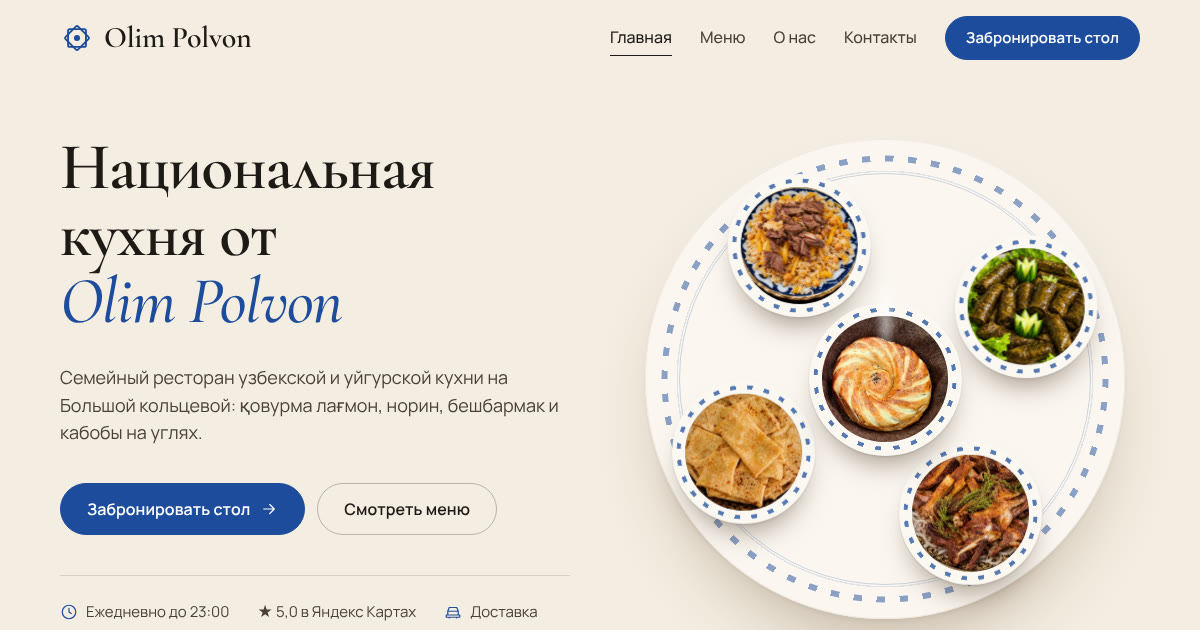 Olim Polvon
Главная
Меню
О нас
Контакты
Забронировать стол
Национальная
кухня от
Olim Polvon
Семейный ресторан узбекской и уйгурской кухни на
Большой кольцевой: қовурма лағмон, норин, бешбармак и
кабобы на углях.
Забронировать стол →
Смотреть меню
Ежедневно до 23:00
★ 5,0 в Яндекс Картах
Доставка